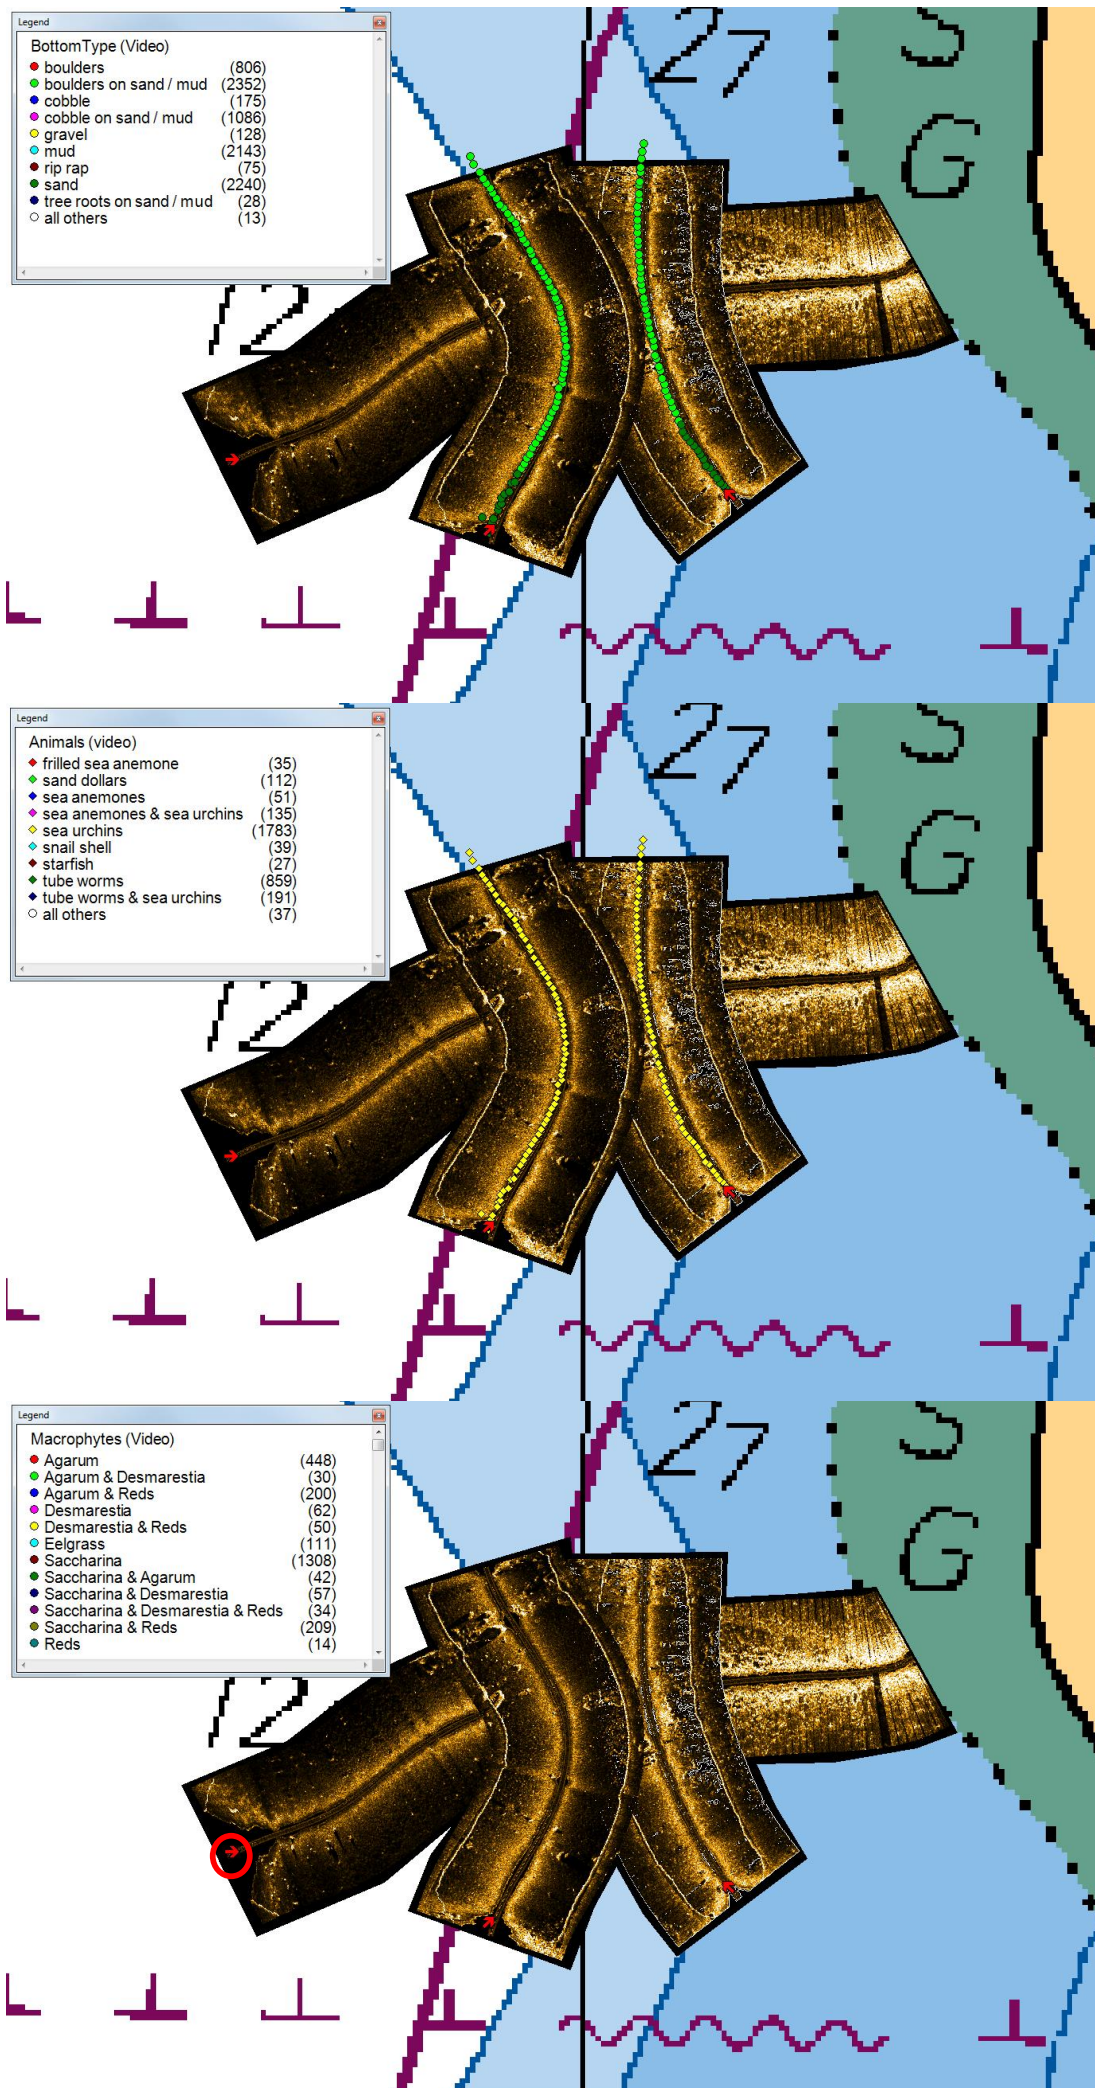 Legend
BottomType (Video)
boulders (806)
boulders on sand / mud (2352)
cobble (175)
cobble on sand / mud (1086)
gravel (128)
mud (2143)
rip rap (75)
sand (2240)
tree roots on sand / mud (28)
all others (13)
27
S
G
12
Legend
Animals (video)
frilled sea anemone (35)
sand dollars (112)
sea anemones (51)
sea anemones & sea urchins (135)
sea urchins (1783)
snail shell (39)
starfish (27)
tube worms (859)
tube worms & sea urchins (191)
all others (37)
27
S
G
12
Legend
Macrophytes (Video)
Agarum (448)
Agarum & Desmarestia (30)
Agarum & Reds (200)
Desmarestia (62)
Desmarestia & Reds (50)
Eelgrass (111)
Saccharina (1308)
Saccharina & Agarum (42)
Saccharina & Desmarestia (57)
Saccharina & Desmarestia & Reds (34)
Saccharina & Reds (209)
Reds (14)
27
S
G
12